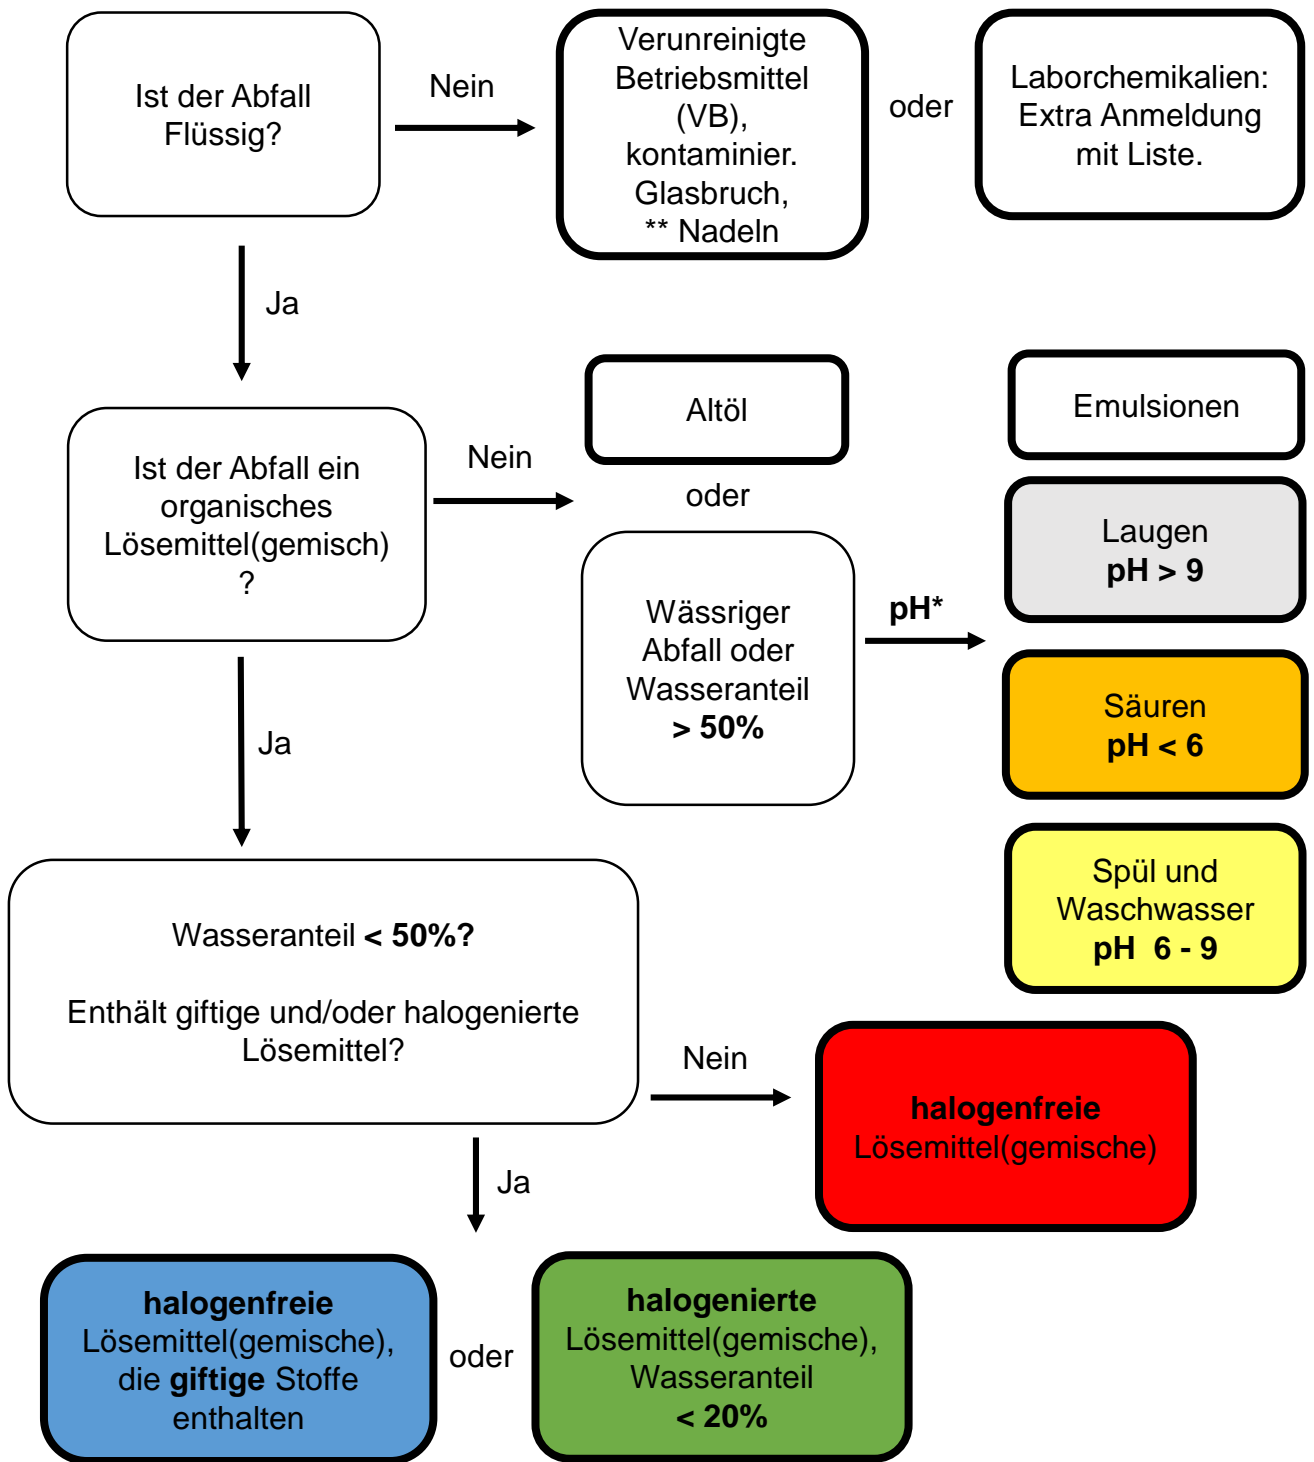 Ist der Abfall
Flüssig?
Nein
Verunreinigte
Betriebsmittel
(VB),
kontaminier.
Glasbruch,
** Nadeln
oder
Laborchemikalien:
Extra Anmeldung
mit Liste.
Ja
Ist der Abfall ein
organisches
Lösemittel(gemisch)
?
Nein
Altöl
oder
Wässriger
Abfall oder
Wasseranteil
> 50%
pH*
Emulsionen
Laugen
pH > 9
Säuren
pH < 6
Spül und
Waschwasser
pH  6 - 9
Ja
Wasseranteil < 50%?
Enthält giftige und/oder halogenierte
Lösemittel?
Nein
halogenfreie
Lösemittel(gemische)
Ja
halogenfreie
Lösemittel(gemische),
die giftige Stoffe
enthalten
oder
halogenierte
Lösemittel(gemische),
Wasseranteil
< 20%